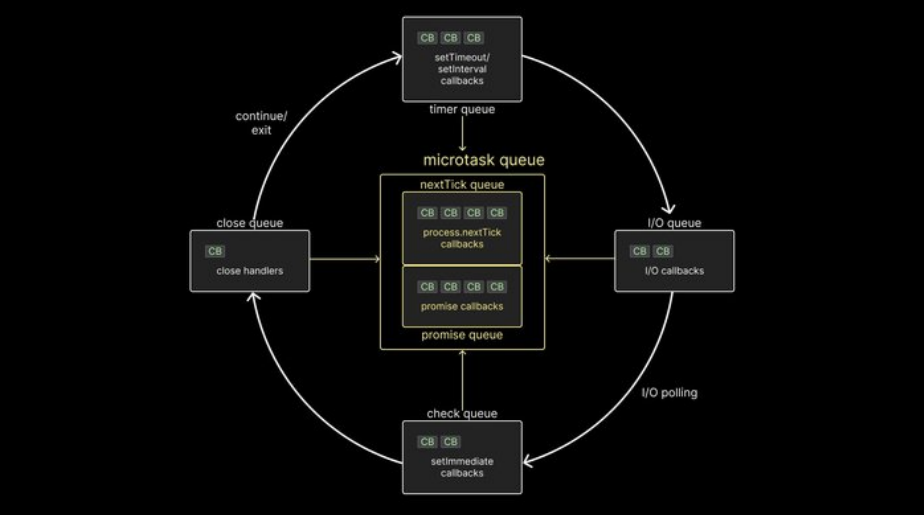 CB CB CB
setTimeout/
setInterval
callbacks
timer queue
continue/
exit
microtask queue
nextTick queue
CB CB CB CB
process.nextTick
callbacks
CB CB CB CB
promise callbacks
promise queue
close queue
CB
close handlers
I/O queue
CB CB
I/O callbacks
I/O polling
check queue
CB CB
setImmediate
callbacks